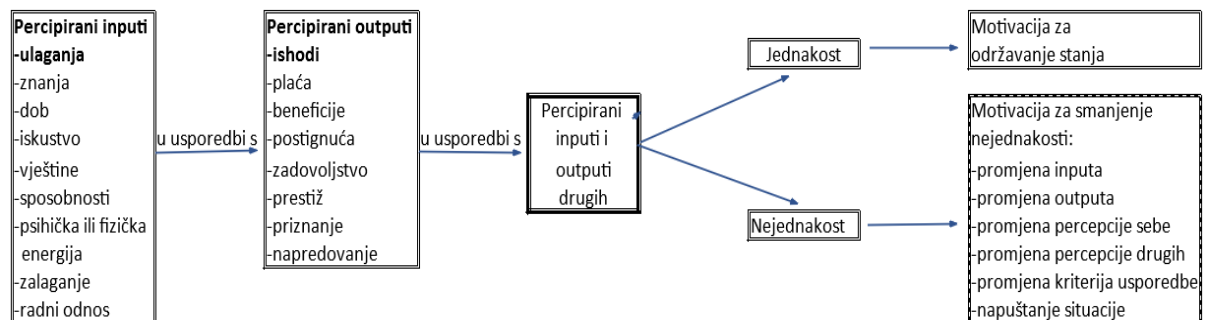 Percipirani inputi
-ulaganja
-znanja
-dob
-iskustvo
-vještine
-sposobnosti
-psihička ili fizička
energija
-zalaganje
-radni odnos
u usporedbi s
Percipirani outputi
-ishodi
-plaća
-beneficije
-postignuća
-zadovoljstvo
-prestiž
-priznanje
-napredovanje
u usporedbi s
Percipirani
inputi i
outputi
drugih
Jednakost
Nejednakost
Motivacija za
održavanje stanja
Motivacija za smanjenje
nejednakosti:
-promjena inputa
-promjena outputa
-promjena percepcije sebe
-promjena percepcije drugih
-promjena kriterija usporedbe
-napuštanje situacije